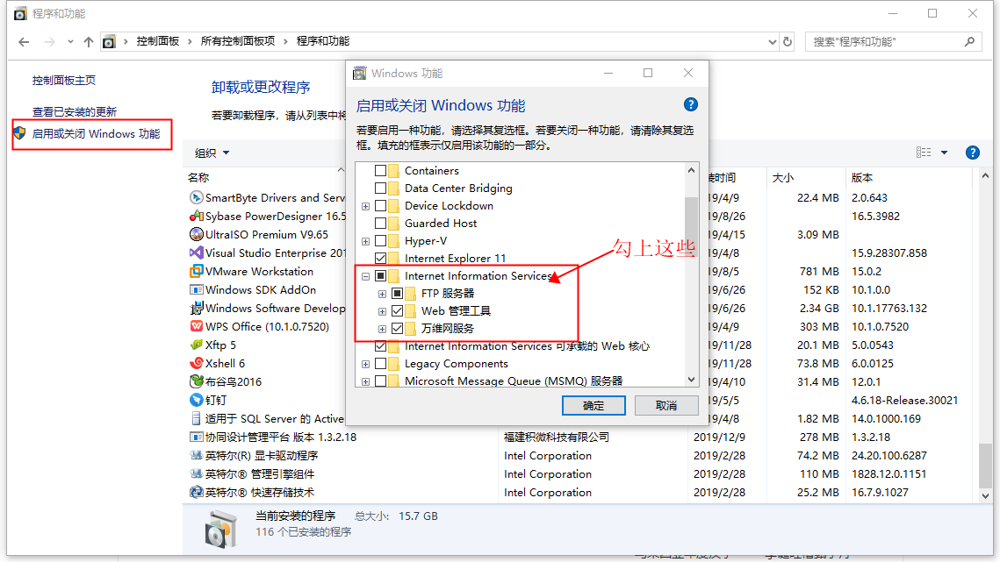 程序和功能
控制面板 › 所有控制面板项 › 程序和功能
搜索"程序和功能"
控制面板主页
查看已安装的更新
启用或关闭 Windows 功能
卸载或更改程序
若要卸载程序，请从列表中将
组织
名称
装时间 大小 版本
SmartByte Drivers and Serv 19/4/9 22.4 MB 2.0.643
Sybase PowerDesigner 16.5 19/8/26 16.5.3982
UltraISO Premium V9.65 19/4/15 3.09 MB
Visual Studio Enterprise 201 19/4/8 15.9.28307.858
VMware Workstation 19/8/5 781 MB 15.0.2
Windows SDK AddOn 19/6/26 152 KB 10.1.0.0
Windows Software Develop 19/6/26 2.34 GB 10.1.17763.132
WPS Office (10.1.0.7520) 19/4/9 303 MB 10.1.0.7520
Xftp 5 19/11/28 20.1 MB 5.0.0543
Xshell 6 19/11/28 73.8 MB 6.0.0125
布谷鸟2016 19/4/10 31.4 MB 12.0.1
钉钉 19/5/5 4.6.18-Release.30021
适用于 SQL Server 的 Active 19/4/8 1.82 MB 14.0.1000.169
协同设计管理平台 版本 1.3.2.18 福建积微科技有限公司 2019/12/9 278 MB 1.3.2.18
英特尔(R) 显卡驱动程序 Intel Corporation 2019/2/28 74.2 MB 24.20.100.6287
英特尔® 管理引擎组件 Intel Corporation 2019/2/28 110 MB 1828.12.0.1151
英特尔® 快速存储技术 Intel Corporation 2019/2/28 25.2 MB 16.7.9.1027
当前安装的程序 总大小: 15.7 GB
116 个已安装的程序
Windows 功能
启用或关闭 Windows 功能
若要启用一种功能，请选择其复选框。若要关闭一种功能，请清除其复选
框。填充的框表示仅启用该功能的一部分。
Containers
Data Center Bridging
Device Lockdown
Guarded Host
Hyper-V
Internet Explorer 11
Internet Information Services
FTP 服务器
Web 管理工具
万维网服务
Internet Information Services 可承载的 Web 核心
Legacy Components
Microsoft Message Queue (MSMQ) 服务器
确定 取消
勾上这些